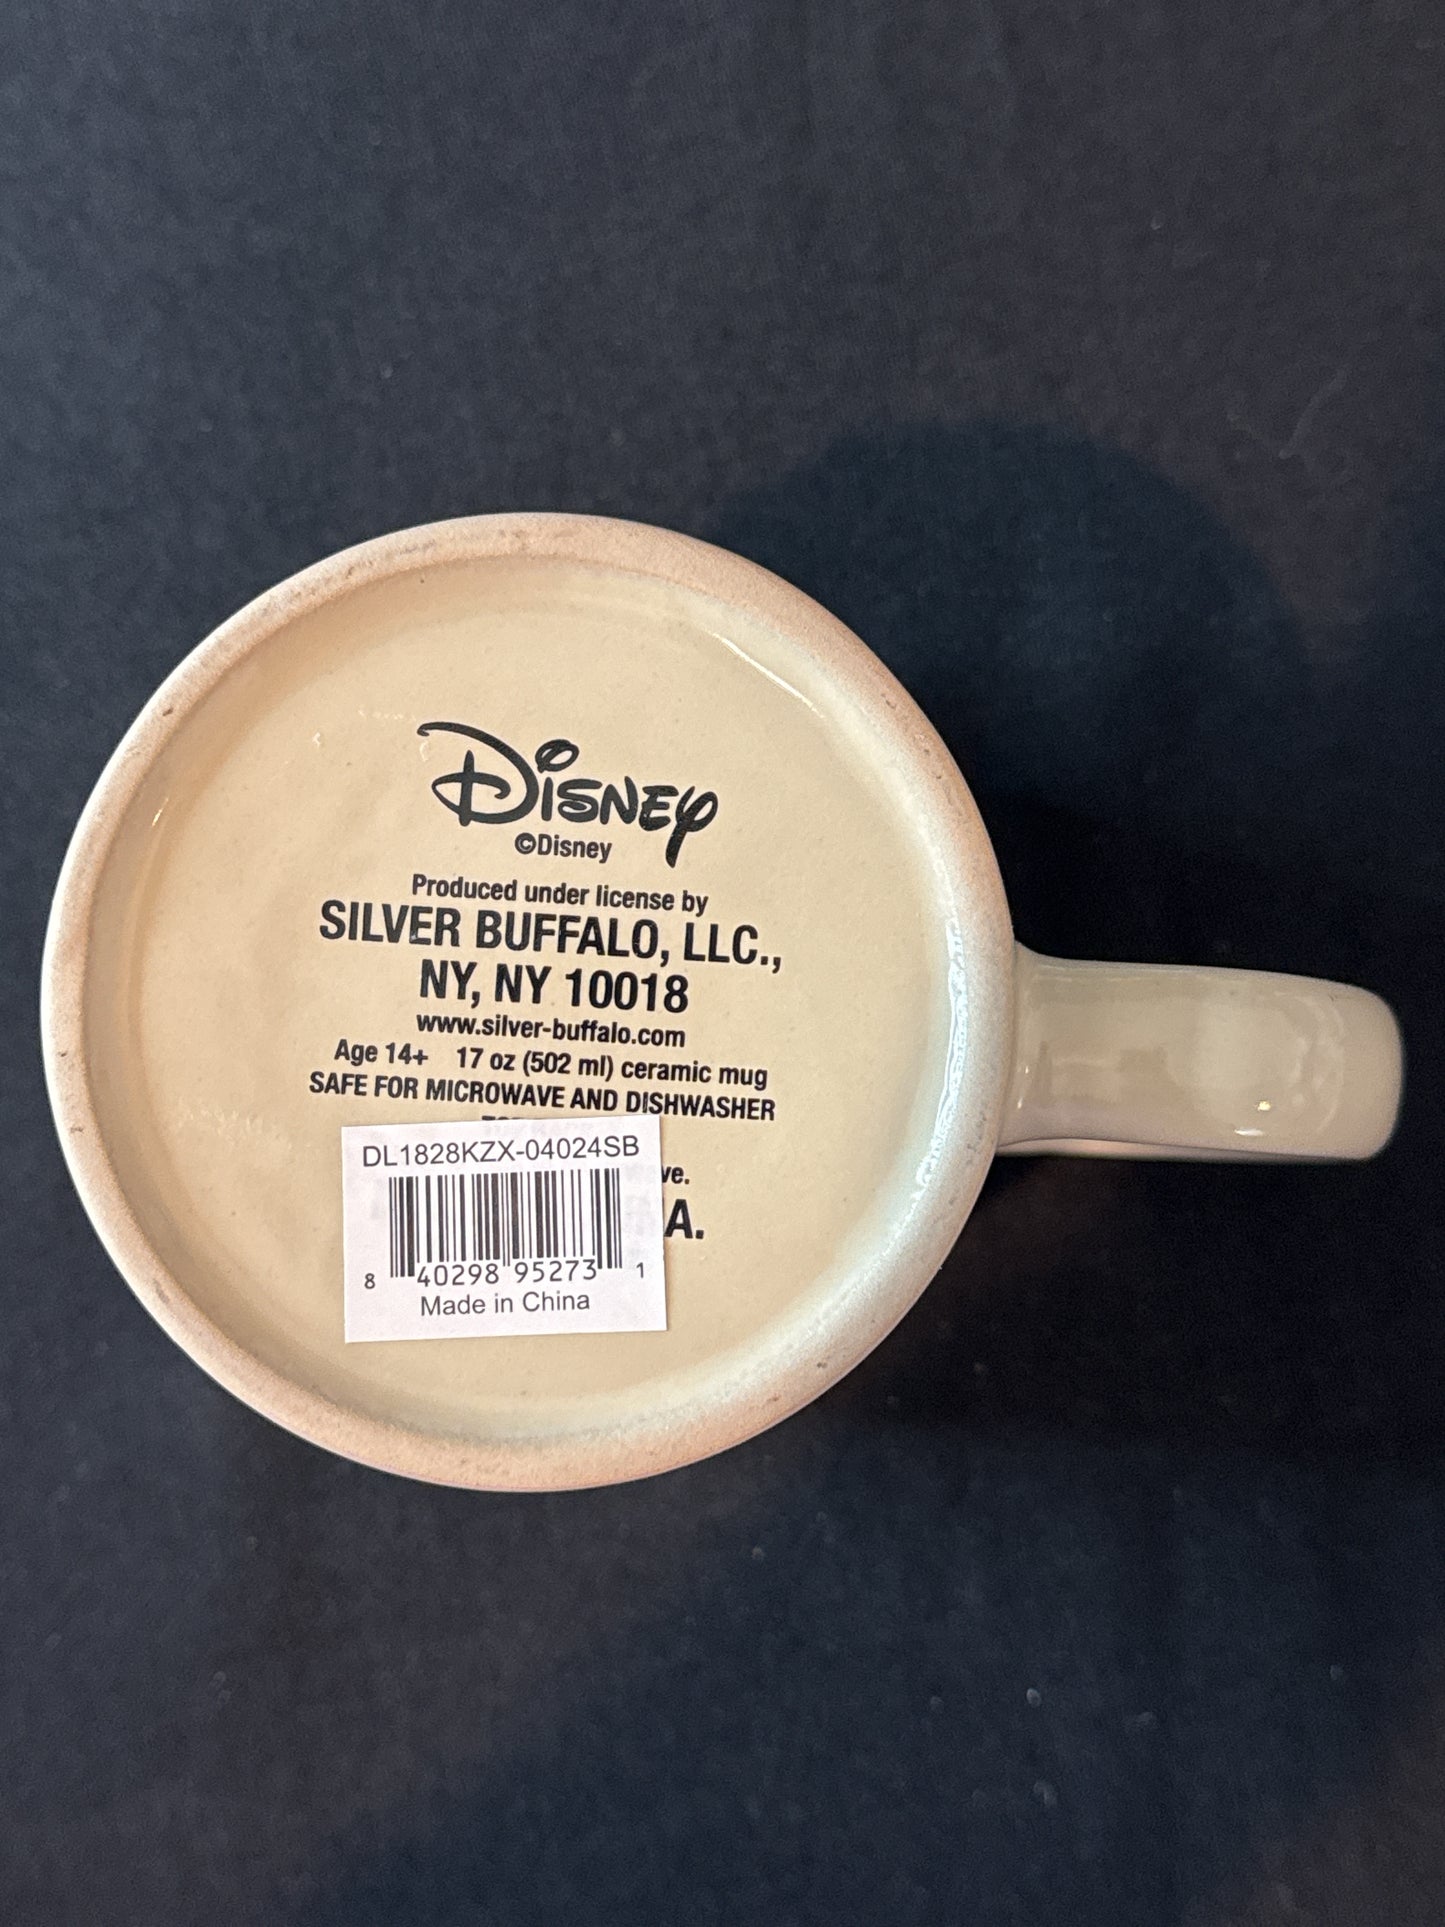 Disney
©Disney
Produced under license by
SILVER BUFFALO, LLC.,
NY, NY 10018
www.silver-buffalo.com
Age 14+ 17 oz (502 ml) ceramic mug
SAFE FOR MICROWAVE AND DISHWASHER
DL1828KZX-04024SB
8 40298 95273 1
Made in China